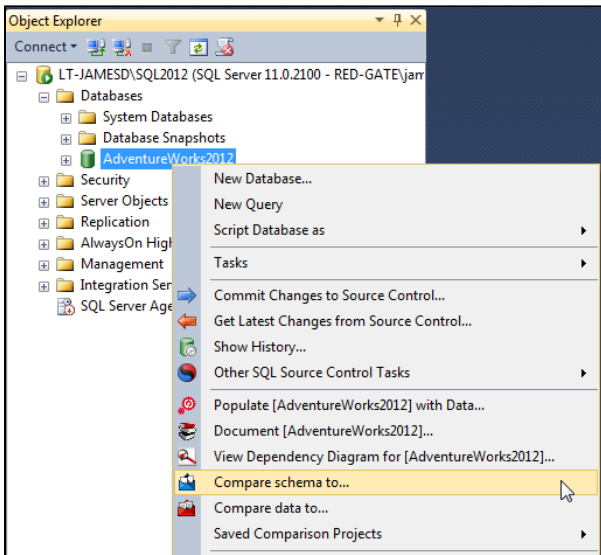 Object Explorer
Connect
LT-JAMESD\SQL2012 (SQL Server 11.0.2100 - RED-GATE\jam
Databases
System Databases
Database Snapshots
AdventureWorks2012
Security
Server Objects
Replication
AlwaysOn High
Management
Integration Ser
SQL Server Age
New Database...
New Query
Script Database as
Tasks
Commit Changes to Source Control...
Get Latest Changes from Source Control...
Show History...
Other SQL Source Control Tasks
Populate [AdventureWorks2012] with Data...
Document [AdventureWorks2012]...
View Dependency Diagram for [AdventureWorks2012]...
Compare schema to...
Compare data to...
Saved Comparison Projects